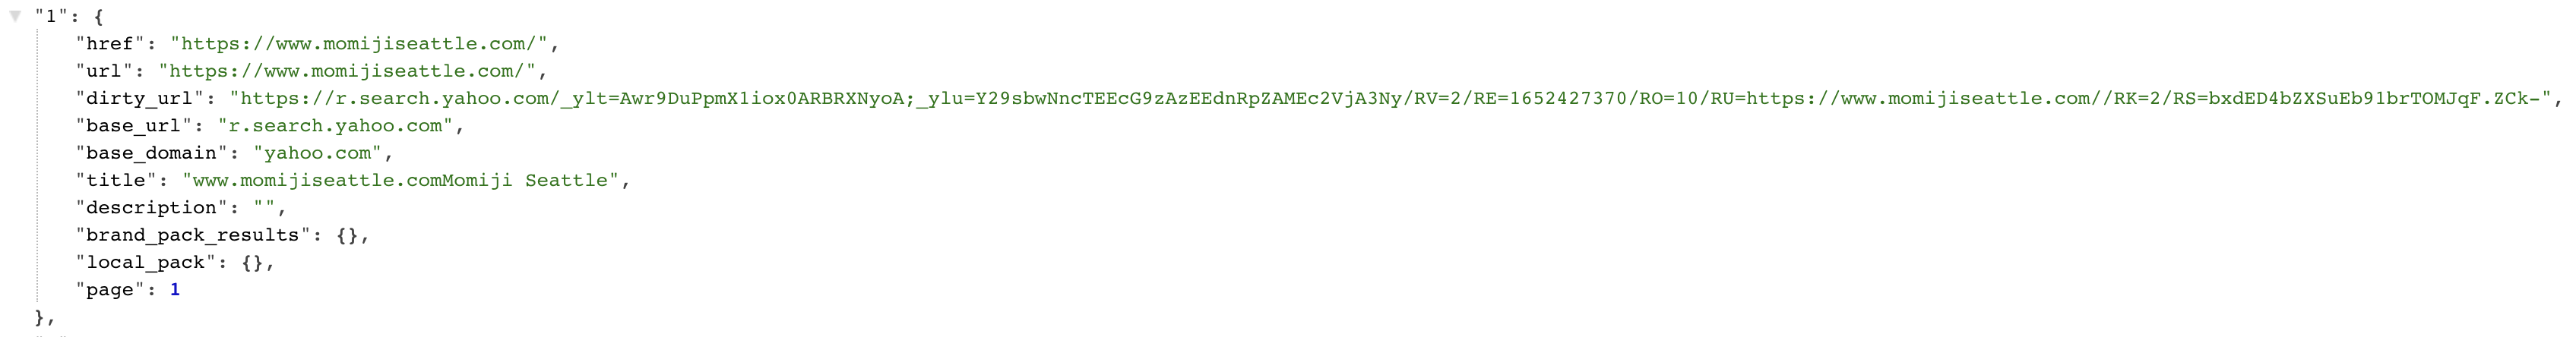 "1": {
"href": "https://www.momijiseattle.com/",
"url": "https://www.momijiseattle.com/",
"dirty_url": "https://r.search.yahoo.com/_ylt=Awr9DuPpmX1iox0ARBRXNyoA;_ylu=Y29sbwNncTEEcG9zAzEEdnRpZAMEc2VjA3Ny/RV=2/RE=1652427370/RO=10/RU=https://www.momijiseattle.com//RK=2/RS=bxdED4bZXSuEb91brTOMJqF.ZCk-",
"base_url": "r.search.yahoo.com",
"base_domain": "yahoo.com",
"title": "www.momijiseattle.comMomiji Seattle",
"description": "",
"brand_pack_results": {},
"local_pack": {},
"page": 1
},